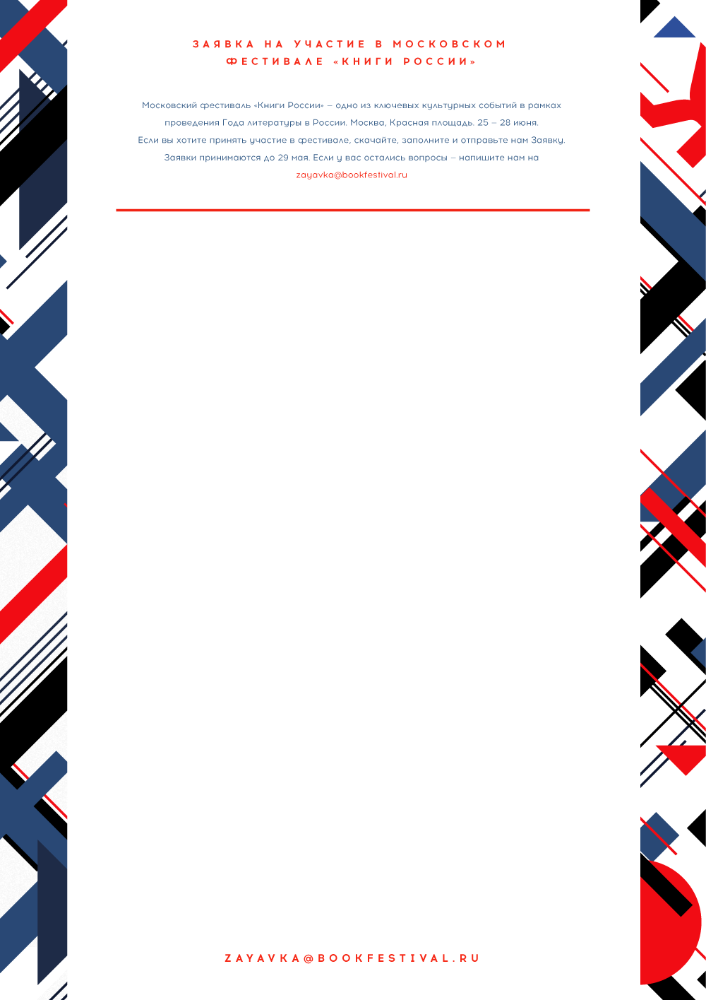 ЗАЯВКА НА УЧАСТИЕ В МОСКОВСКОМ
ФЕСТИВАЛЕ «КНИГИ РОССИИ»
Московский фестиваль «Книги России» – одно из ключевых культурных событий в рамках
проведения Года литературы в России. Москва, Красная площадь. 25 – 28 июня.
Если вы хотите принять участие в фестивале, скачайте, заполните и отправьте нам Заявку.
Заявки принимаются до 29 мая. Если у вас остались вопросы – напишите нам на
zayavka@bookfestival.ru
ZAYAVKA@BOOKFESTIVAL.RU